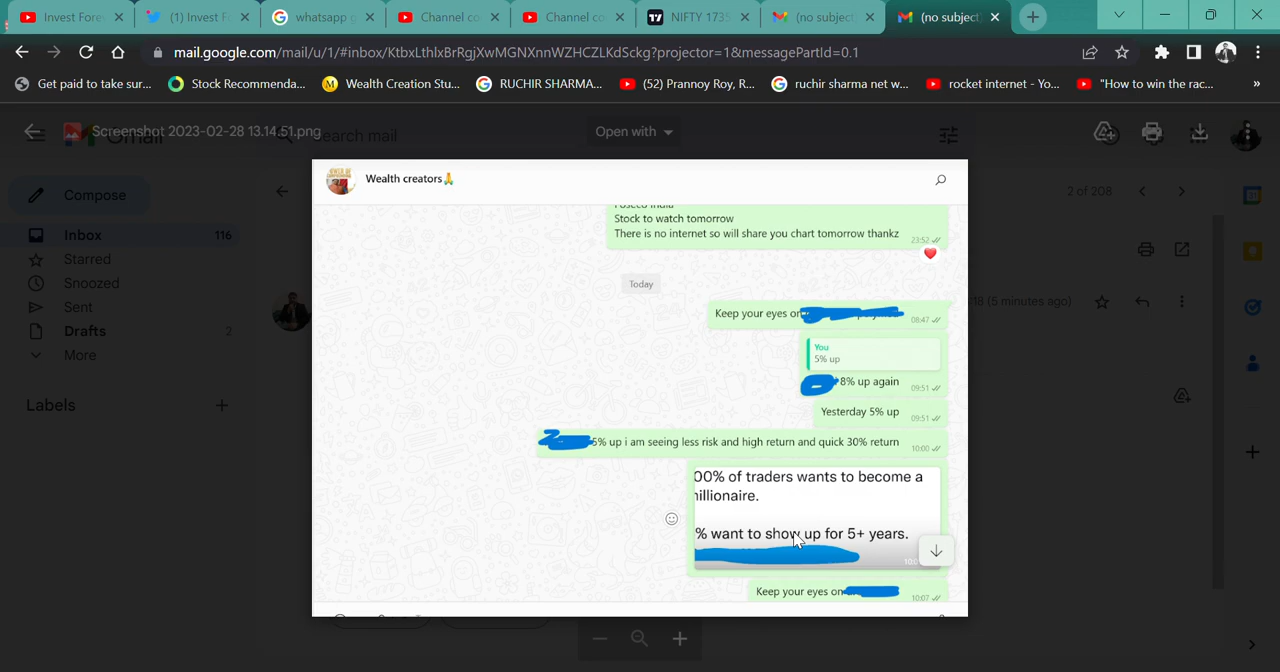 Invest Fore
(1) Invest F
whatsapp
Channel co
Channel co
NIFTY 1735
(no subject
(no subject
mail.google.com/mail/u/1/#inbox/KtbxLthlxBrRgjXwMGNXnnWZHCZLKdSckg?projector=1&messagePartId=0.1
Get paid to take sur...
Stock Recommenda...
Wealth Creation Stu...
RUCHIR SHARMA...
(52) Prannoy Roy, R...
ruchir sharma net w...
rocket internet - Yo...
"How to win the rac...
Screenshot 2023-02-28 13.14.51.png
Gmail
Search mail
Open with
Compose
2 of 208
Inbox 116
Starred
Snoozed
Sent
Drafts 2
More
Labels
(5 minutes ago)
Wealth creators🙏
Stock to watch tomorrow
There is no internet so will share you chart tomorrow thankz
23:52
Today
Keep your eyes on
08:47
You
5% up
8% up again
09:51
Yesterday 5% up
09:51
5% up i am seeing less risk and high return and quick 30% return
10:00
00% of traders wants to become a
illionaire.
% want to show up for 5+ years.
Keep your eyes on
10:07